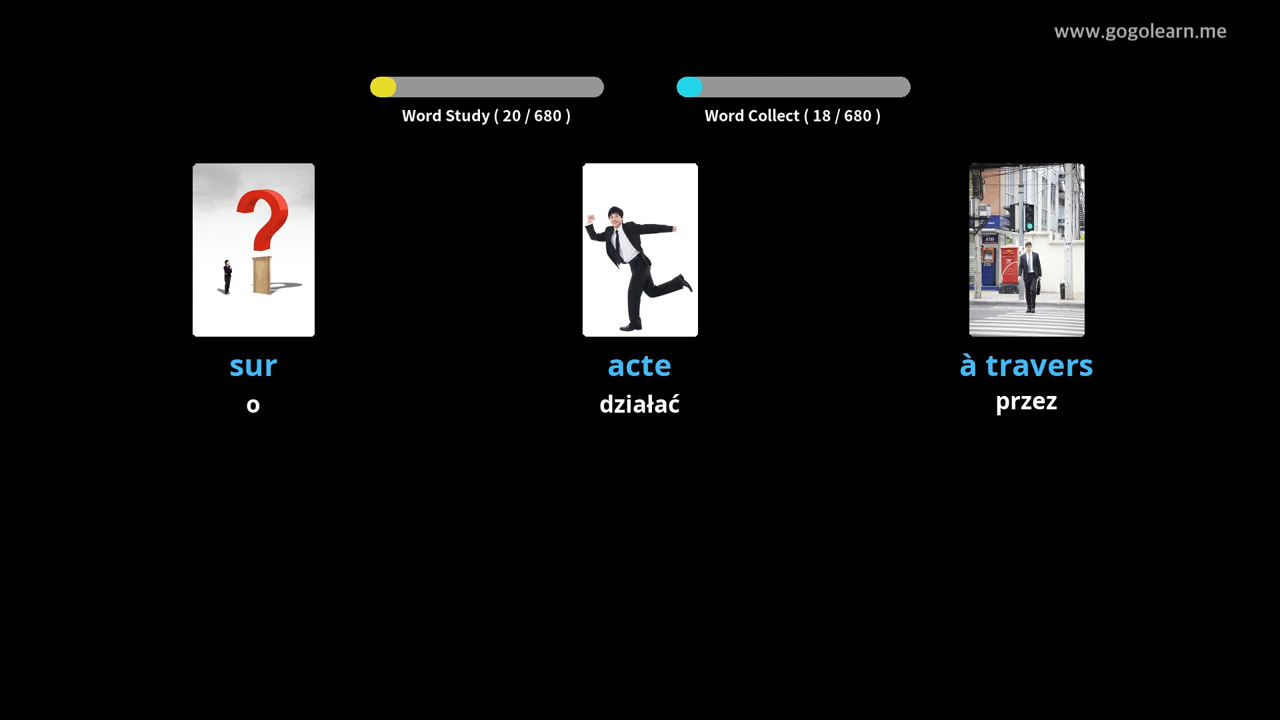 www.gogolearn.me
Word Study ( 20 / 680 )
Word Collect ( 18 / 680 )
sur
acte
à travers
o
działać
przez